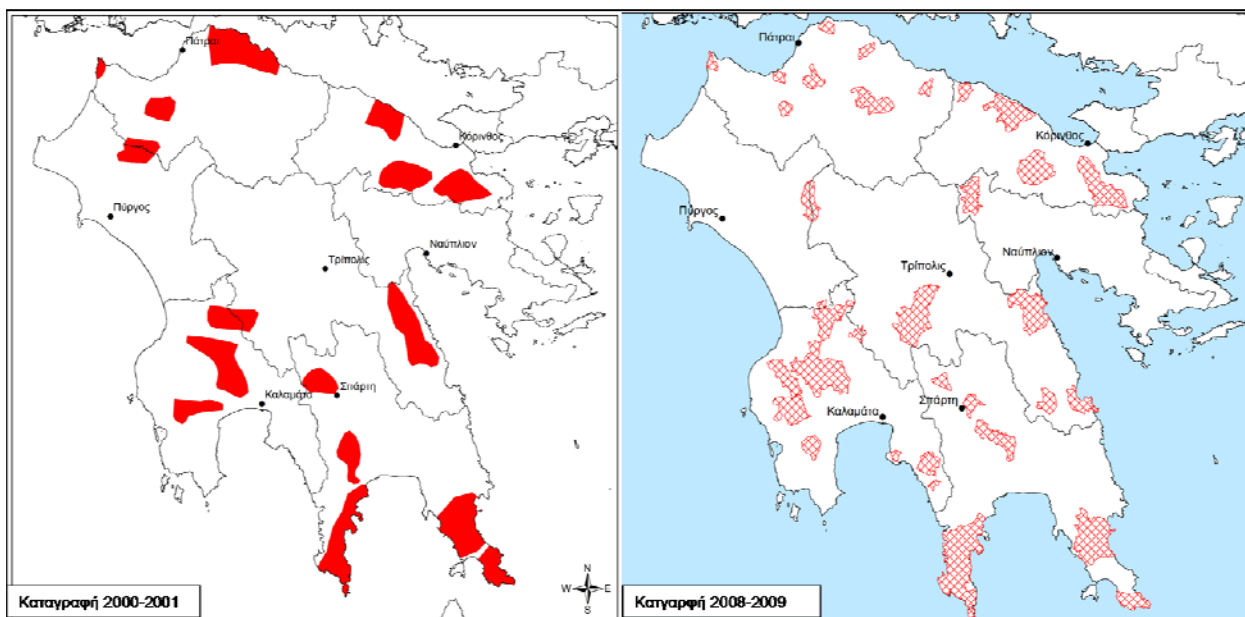 Πάτραι
Κόρινθος
Πύργος
Ναύπλιον
Τρίπολις
Σπάρτη
Καλαμάτα
N
W E
S
Καταγραφή 2000-2001
Πάτραι
Κόρινθος
Πύργος
Ναύπλιον
Τρίπολις
Σπάρτη
Καλαμάτα
Κατγαρφή 2008-2009